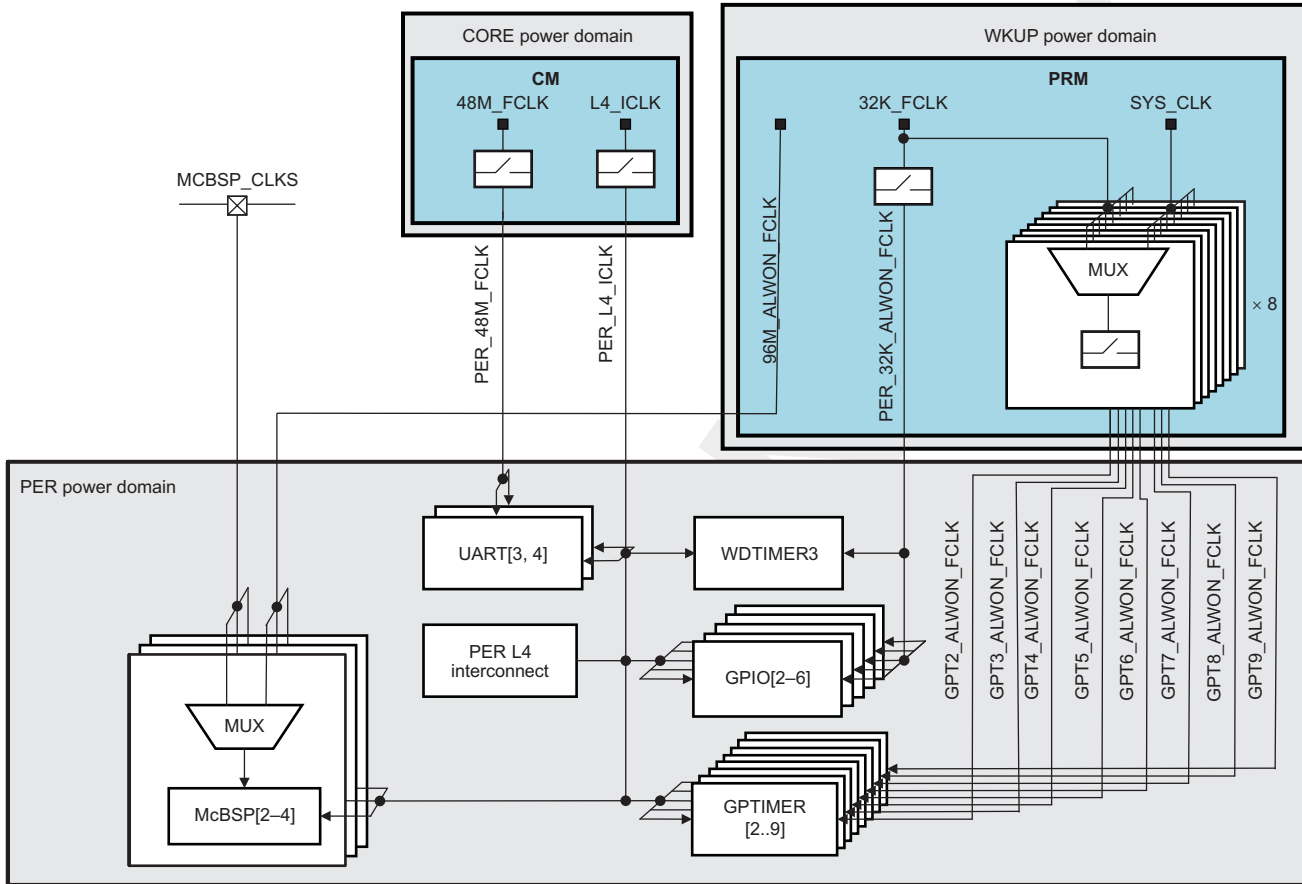 CORE power domain
WKUP power domain
CM
PRM
48M_FCLK
L4_ICLK
32K_FCLK
SYS_CLK
MCBSP_CLKS
MUX
× 8
PER_48M_FCLK
PER_L4_ICLK
96M_ALWON_FCLK
PER_32K_ALWON_FCLK
PER power domain
UART[3, 4]
WDTIMER3
PER L4
interconnect
GPIO[2–6]
MUX
McBSP[2–4]
GPTIMER
[2..9]
GPT2_ALWON_FCLK
GPT3_ALWON_FCLK
GPT4_ALWON_FCLK
GPT5_ALWON_FCLK
GPT6_ALWON_FCLK
GPT7_ALWON_FCLK
GPT8_ALWON_FCLK
GPT9_ALWON_FCLK